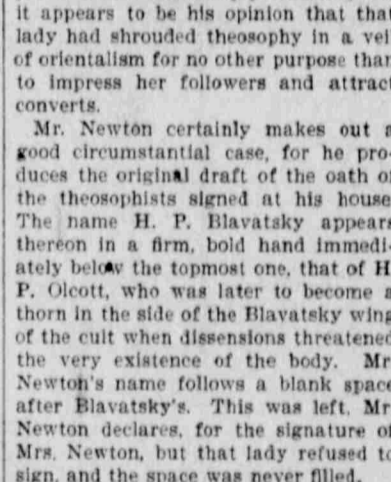 it appears to be his opinion that that
lady had shrouded theosophy in a veil
of orientalism for no other purpose than
to impress her followers and attract
converts.
Mr. Newton certainly makes out a
good circumstantial case, for he pro-
duces the original draft of the oath of
the theosophists signed at his house.
The name H. P. Blavatsky appears
thereon in a firm, bold hand immedi-
ately below the topmost one, that of H.
P. Olcott, who was later to become a
thorn in the side of the Blavatsky wing
of the cult when dissensions threatened
the very existence of the body. Mr.
Newton's name follows a blank space
after Blavatsky's. This was left, Mr.
Newton declares, for the signature of
Mrs. Newton, but that lady refused to
sign, and the space was never filled.